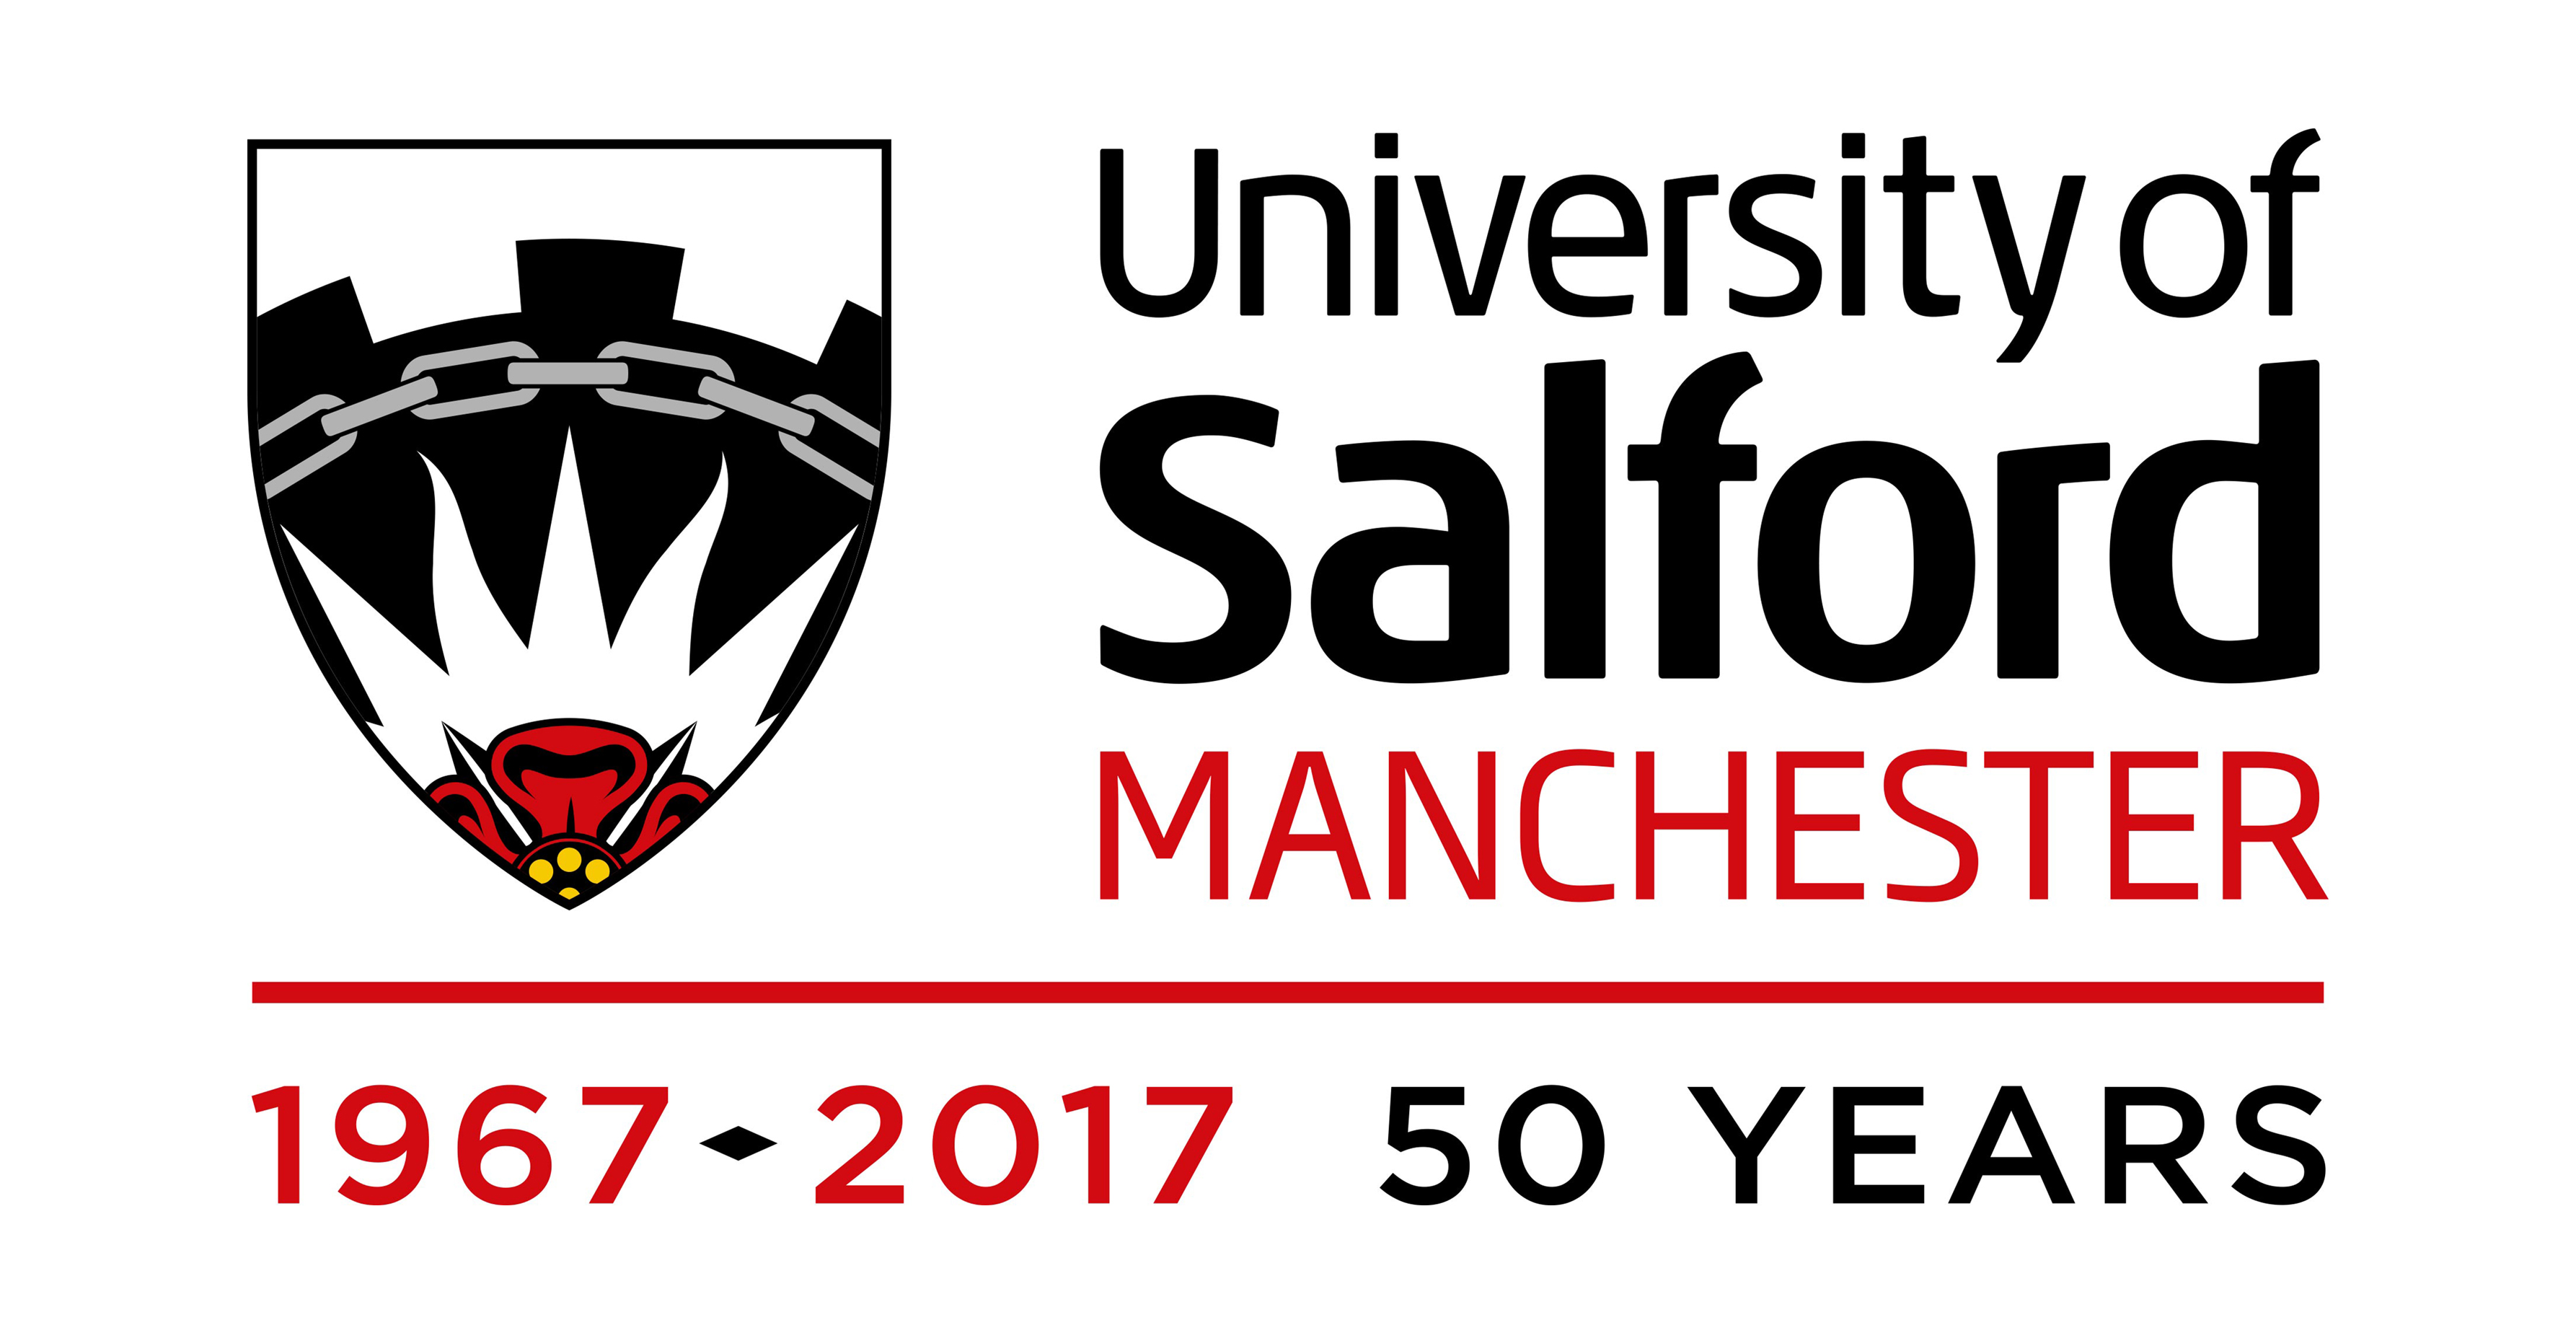 University of
Salford
MANCHESTER
1967 - 2017 50 YEARS